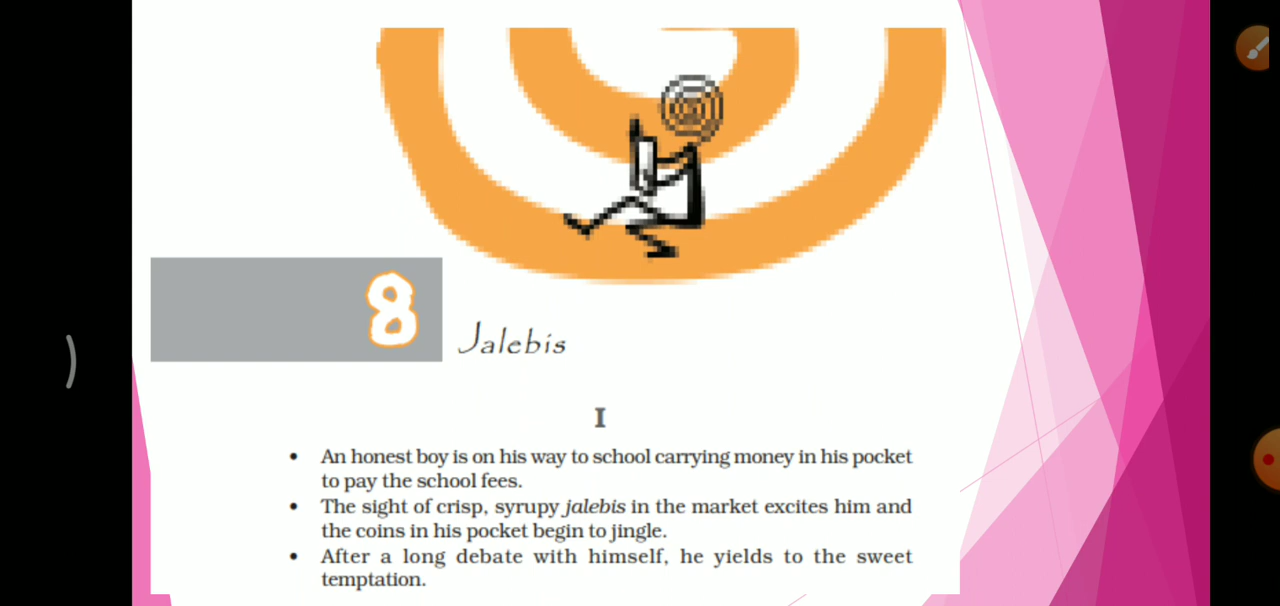 8
Jalebis
I
• An honest boy is on his way to school carrying money in his pocket
to pay the school fees.
• The sight of crisp, syrupy jalebis in the market excites him and
the coins in his pocket begin to jingle.
• After a long debate with himself, he yields to the sweet
temptation.